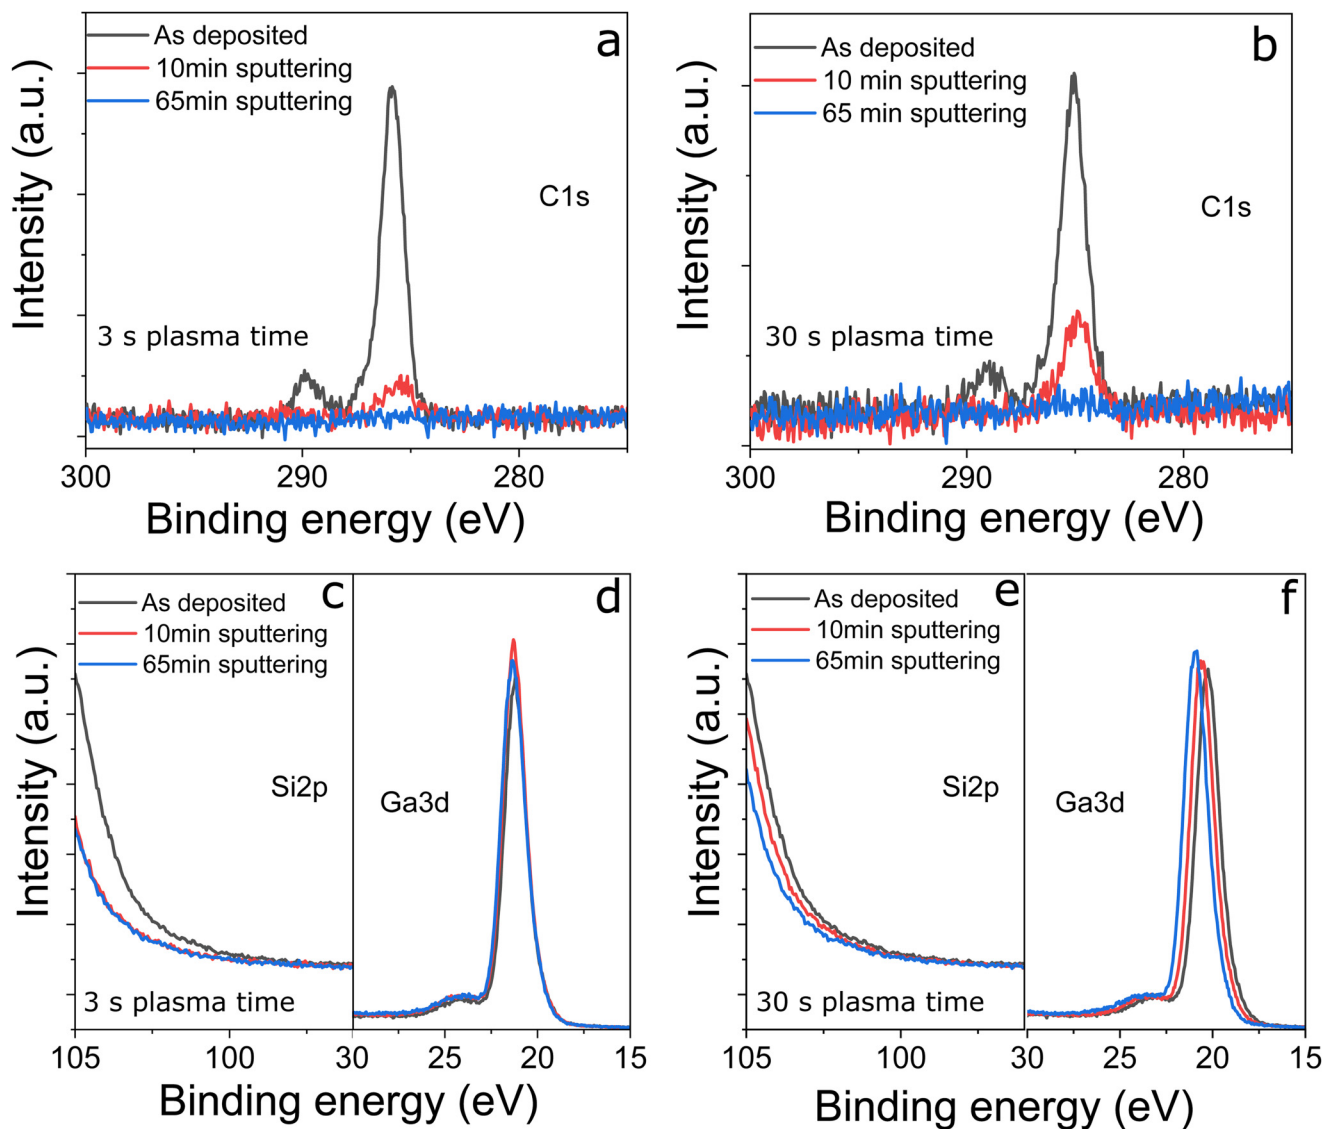 As deposited
10min sputtering
65min sputtering
a
C1s
3 s plasma time
Intensity (a.u.)
300
290
280
Binding energy (eV)
As deposited
10 min sputtering
65 min sputtering
b
C1s
30 s plasma time
Intensity (a.u.)
300
290
280
Binding energy (eV)
As deposited
10min sputtering
65min sputtering
c
d
Si2p
Ga3d
3 s plasma time
Intensity (a.u.)
105
100
30
25
20
15
Binding energy (eV)
As deposited
10min sputtering
65min sputtering
e
f
Si2p
Ga3d
30 s plasma time
Intensity (a.u.)
105
100
30
25
20
15
Binding energy (eV)